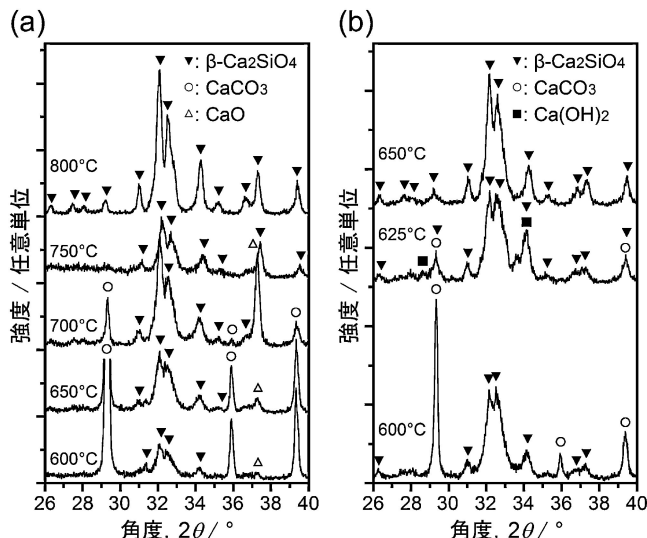 (a)
▼: β-Ca2SiO4
○: CaCO3
△: CaO
800°C
750°C
700°C
650°C
600°C
強度 / 任意単位
26 28 30 32 34 36 38 40
角度, 2θ / °
(b)
▼: β-Ca2SiO4
○: CaCO3
■: Ca(OH)2
650°C
625°C
600°C
強度 / 任意単位
26 28 30 32 34 36 38 40
角度, 2θ / °